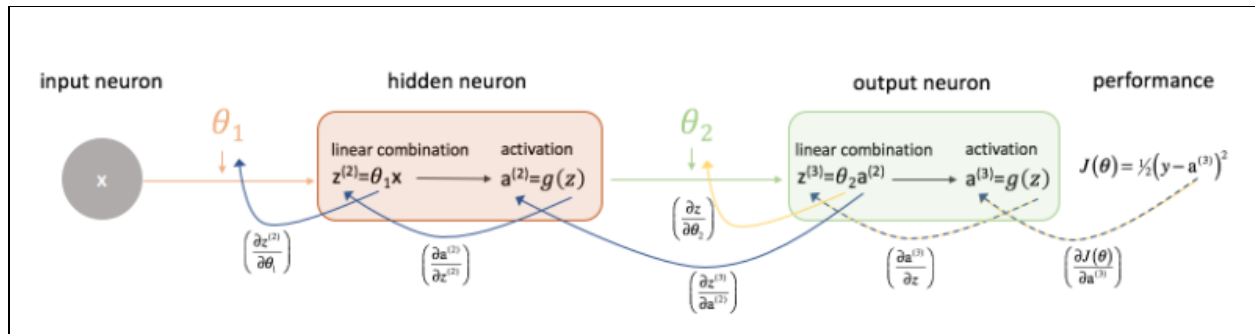 input neuron
hidden neuron
output neuron
performance
θ₁
θ₂
linear combination
activation
linear combination
activation
x
z⁽²⁾=θ₁x
a⁽²⁾=g(z)
z⁽³⁾=θ₂a⁽²⁾
a⁽³⁾=g(z)
J(θ)=½(y−a⁽³⁾)²
(∂z⁽²⁾/∂θ₁)
(∂a⁽²⁾/∂z⁽²⁾)
(∂z/∂θ₂)
(∂z⁽³⁾/∂a⁽²⁾)
(∂a⁽³⁾/∂z)
(∂J(θ)/∂a⁽³⁾)